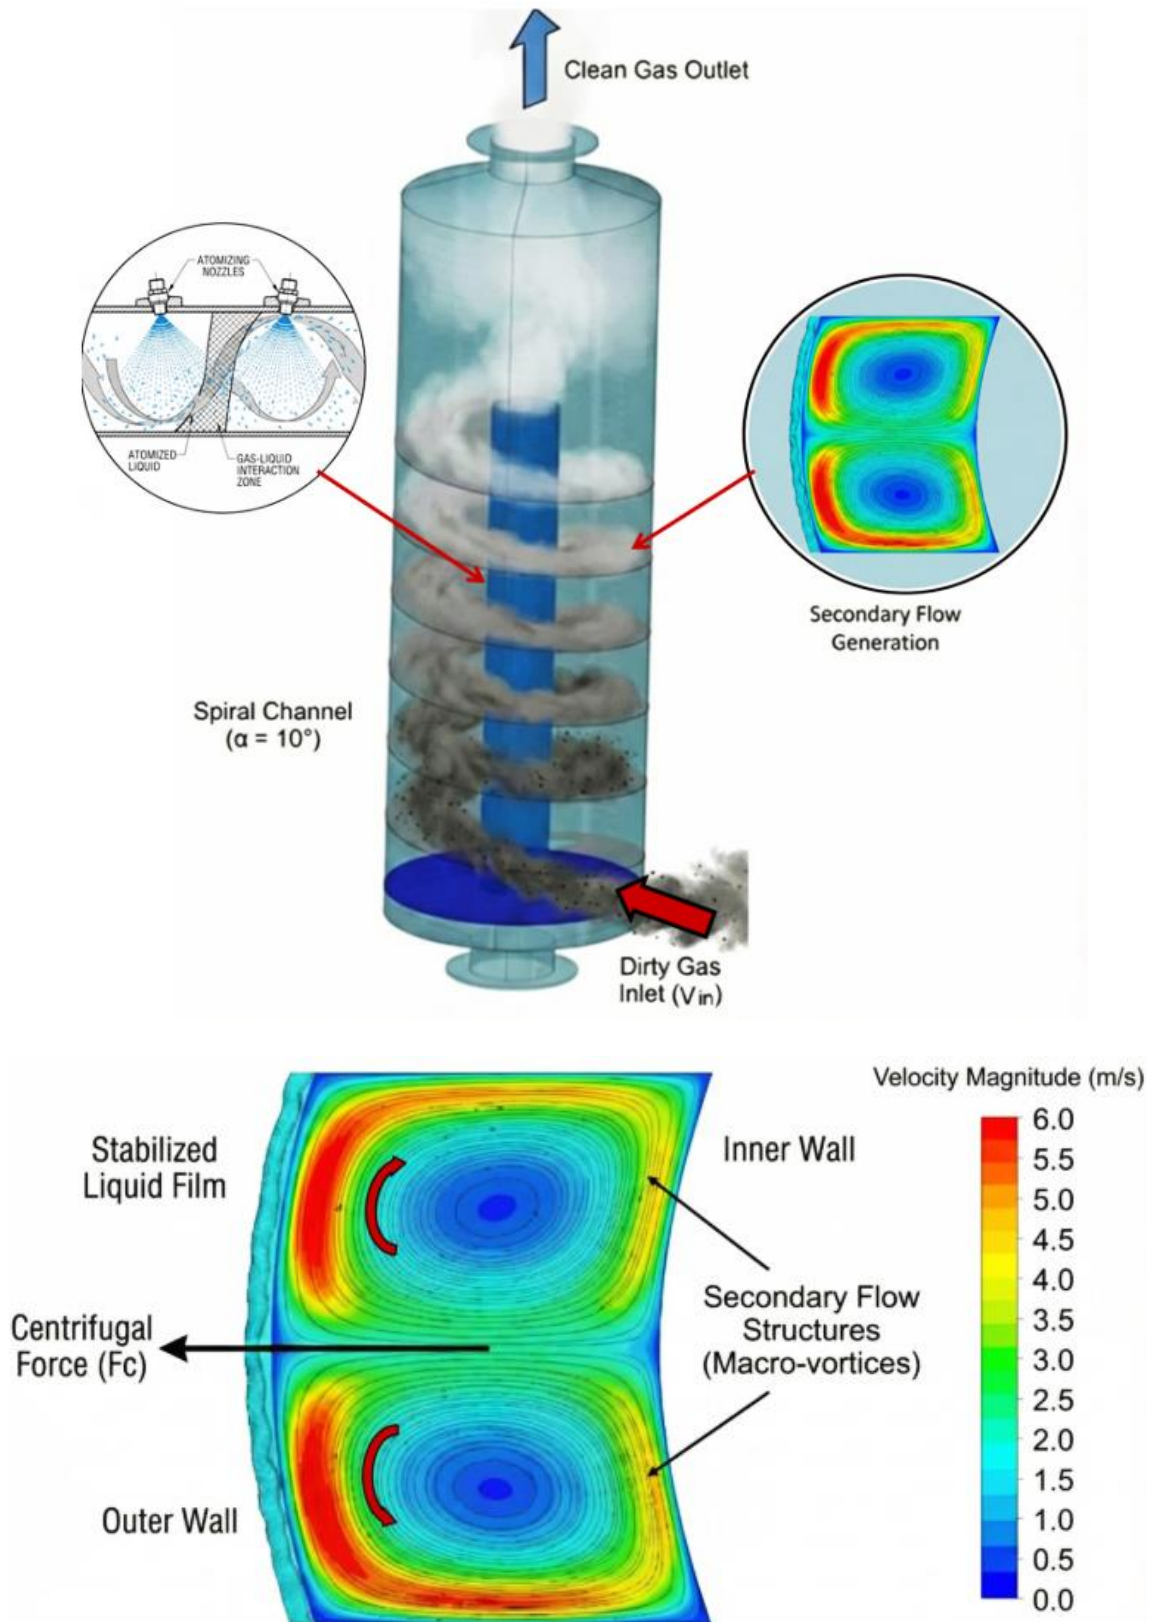 Clean Gas Outlet
ATOMIZING
NOZZLES
ATOMIZED
LIQUID
GAS-LIQUID
INTERACTION
ZONE
Secondary Flow
Generation
Spiral Channel
(α = 10°)
Dirty Gas
Inlet (Vin)
Velocity Magnitude (m/s)
Stabilized
Liquid Film
Inner Wall
Centrifugal
Force (Fc)
Secondary Flow
Structures
(Macro-vortices)
Outer Wall
6.0
5.5
5.0
4.5
4.0
3.5
3.0
2.5
2.0
1.5
1.0
0.5
0.0